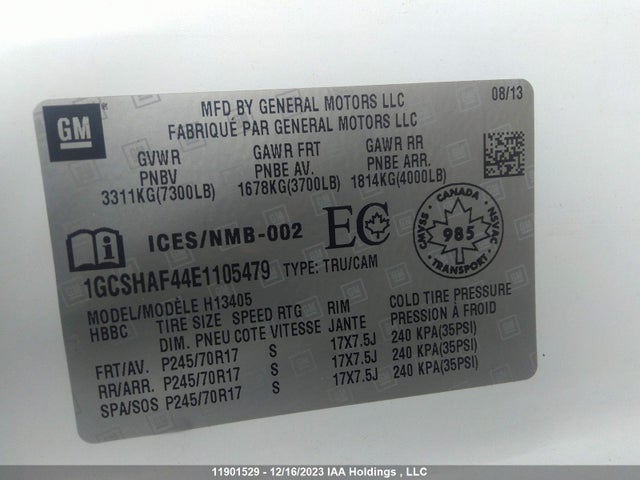 GM
MFD BY GENERAL MOTORS LLC
08/13
FABRIQUÉ PAR GENERAL MOTORS LLC
GVWR GAWR FRT GAWR RR
PNBV PNBE AV. PNBE ARR.
3311KG(7300LB) 1678KG(3700LB) 1814KG(4000LB)
ICES/NMB-002 EC
CANADA
CMVSS 985 NSVAC
TRANSPORT
1GCSHAF44E1105479 TYPE: TRU/CAM
MODEL/MODÈLE H13405
HBBC TIRE SIZE SPEED RTG RIM COLD TIRE PRESSURE
DIM. PNEU COTE VITESSE JANTE PRESSION À FROID
FRT/AV. P245/70R17 S 17X7.5J 240 KPA(35PSI)
RR/ARR. P245/70R17 S 17X7.5J 240 KPA(35PSI)
SPA/SOS P245/70R17 S 17X7.5J 240 KPA(35PSI)
11901529 - 12/16/2023 IAA Holdings , LLC